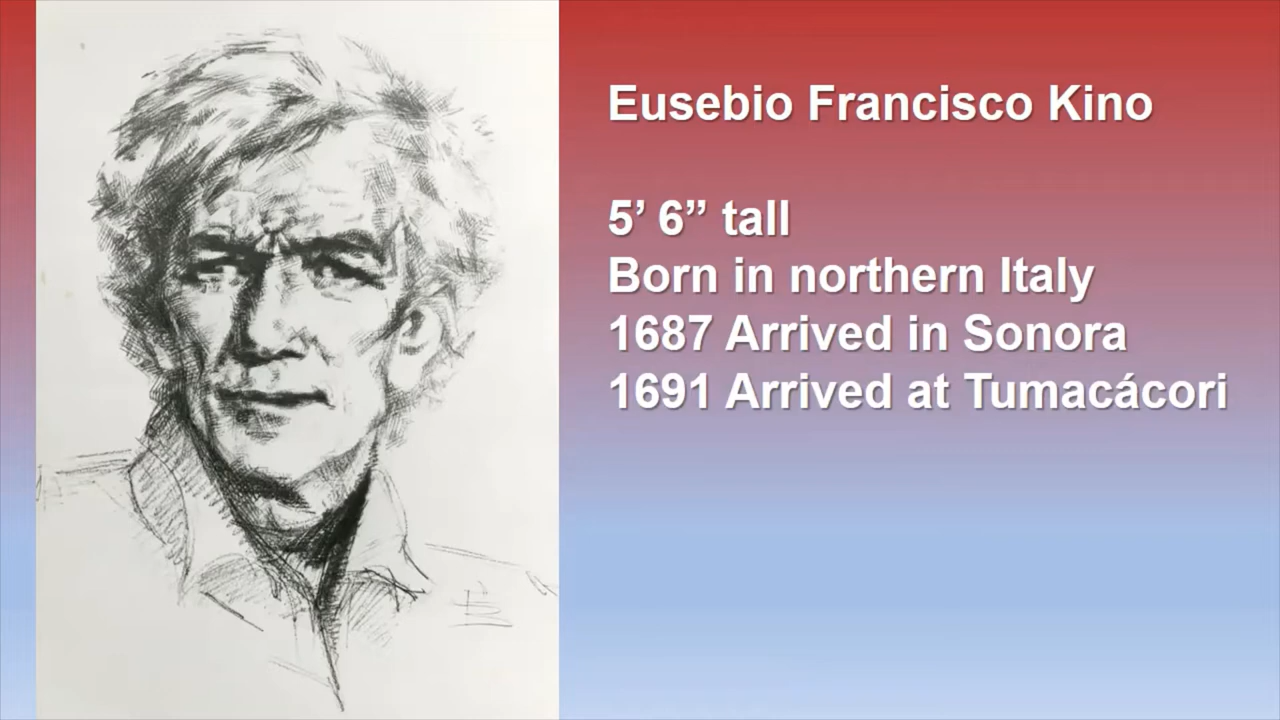 Eusebio Francisco Kino
5’ 6” tall
Born in northern Italy
1687 Arrived in Sonora
1691 Arrived at Tumacácori